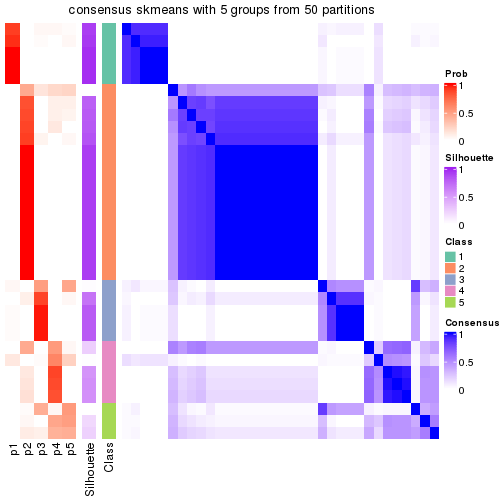 consensus skmeans with 5 groups from 50 partitions
Prob
1
0.5
0
Silhouette
1
0.5
0
Class
1
2
3
4
5
Consensus
1
0.5
0
p1
p2
p3
p4
p5
Silhouette
Class